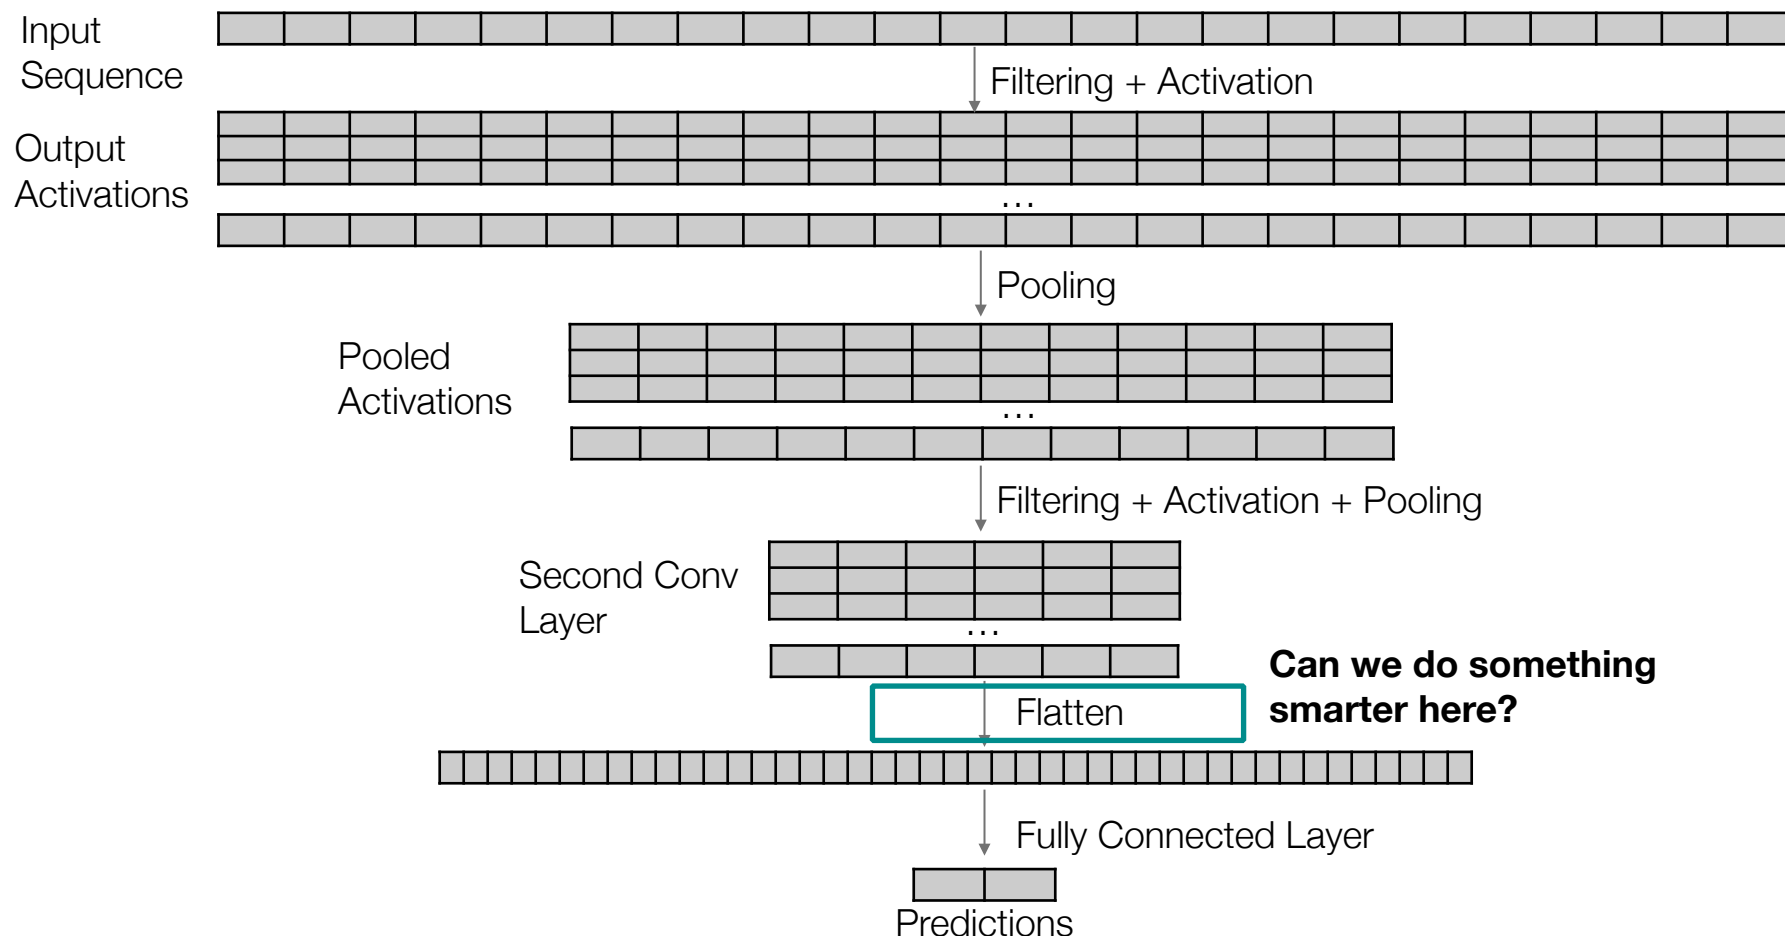 Input
Sequence
Filtering + Activation
Output
Activations
...
Pooling
Pooled
Activations
...
Filtering + Activation + Pooling
Second Conv
Layer
...
Can we do something
smarter here?
Flatten
Fully Connected Layer
Predictions